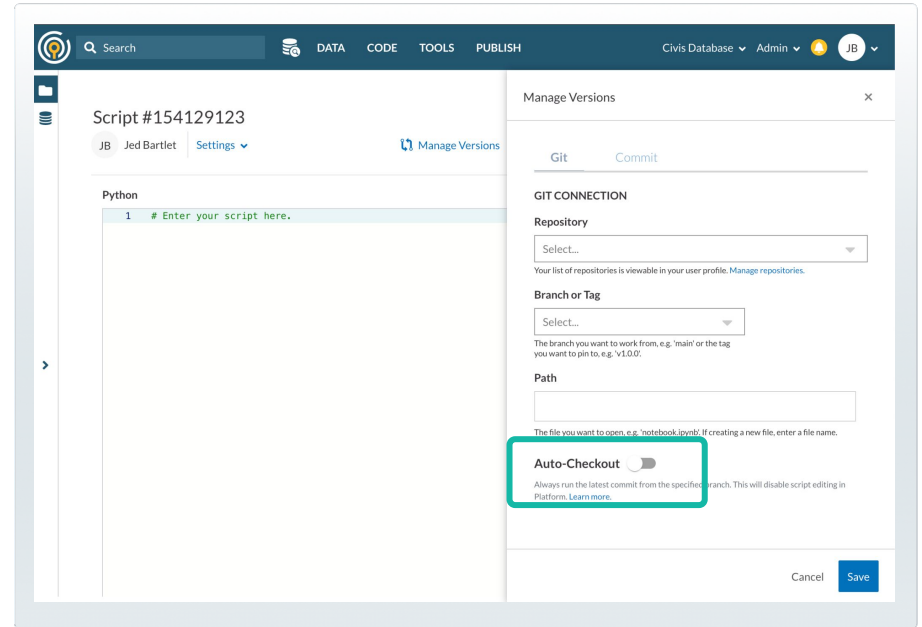 Search
DATA
CODE
TOOLS
PUBLISH
Civis Database
Admin
JB
Script #154129123
JB
Jed Bartlet
Settings
Manage Versions
Python
1 # Enter your script here.
Manage Versions
×
Git
Commit
GIT CONNECTION
Repository
Select...
Your list of repositories is viewable in your user profile. Manage repositories.
Branch or Tag
Select...
The branch you want to work from, e.g. 'main' or the tag
you want to pin to, e.g. 'v1.0.0'.
Path
The file you want to open, e.g. 'notebook.ipynb'. If creating a new file, enter a file name.
Auto-Checkout
Always run the latest commit from the specified branch. This will disable script editing in
Platform. Learn more.
Cancel
Save